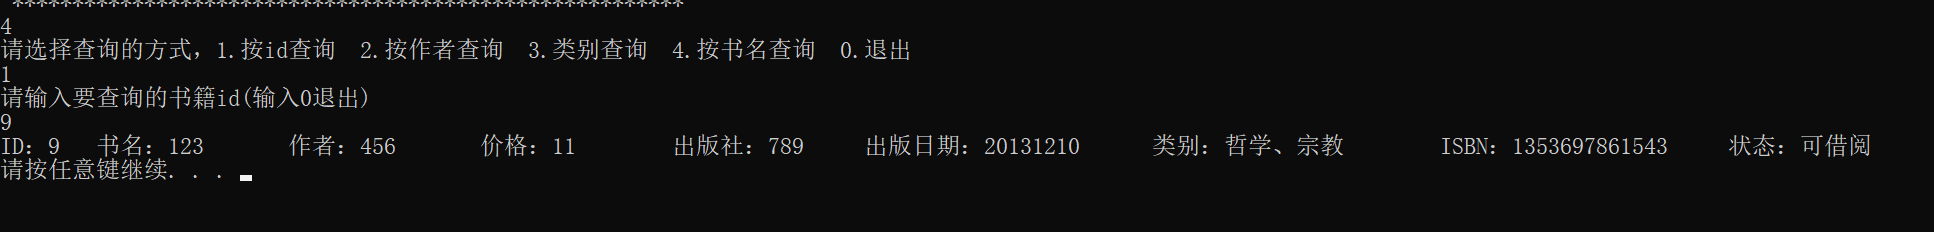 ********************************************************
4
请选择查询的方式，1.按id查询  2.按作者查询  3.类别查询  4.按书名查询  0.退出
1
请输入要查询的书籍id(输入0退出)
9
ID：9   书名：123       作者：456       价格：11        出版社：789     出版日期：20131210      类别：哲学、宗教        ISBN：1353697861543     状态：可借阅
请按任意键继续. . .